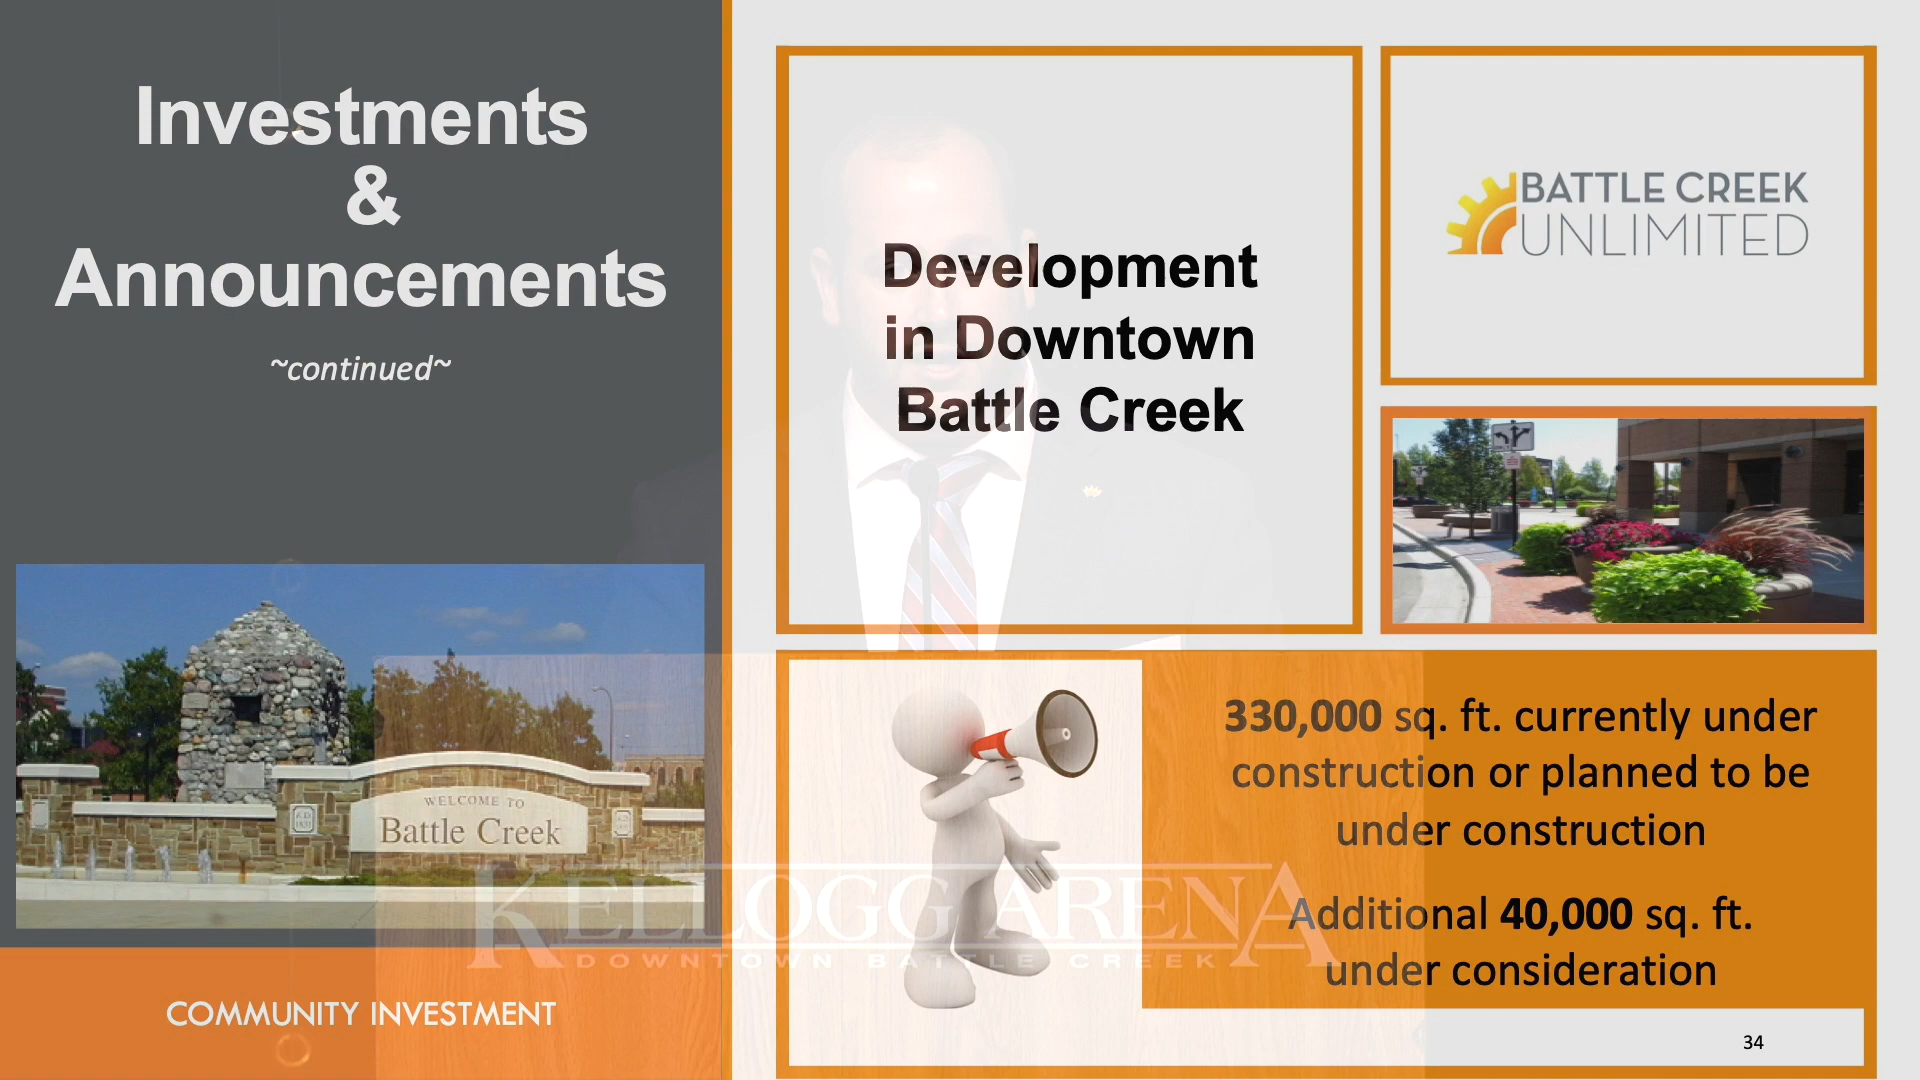 Investments
&
Announcements
~continued~
WELCOME TO
Battle Creek
COMMUNITY INVESTMENT
Development
in Downtown
Battle Creek
BATTLE CREEK
UNLIMITED
330,000 sq. ft. currently under
construction or planned to be
under construction
Additional 40,000 sq. ft.
under consideration
KELLOGG ARENA
DOWNTOWN BATTLE CREEK
34